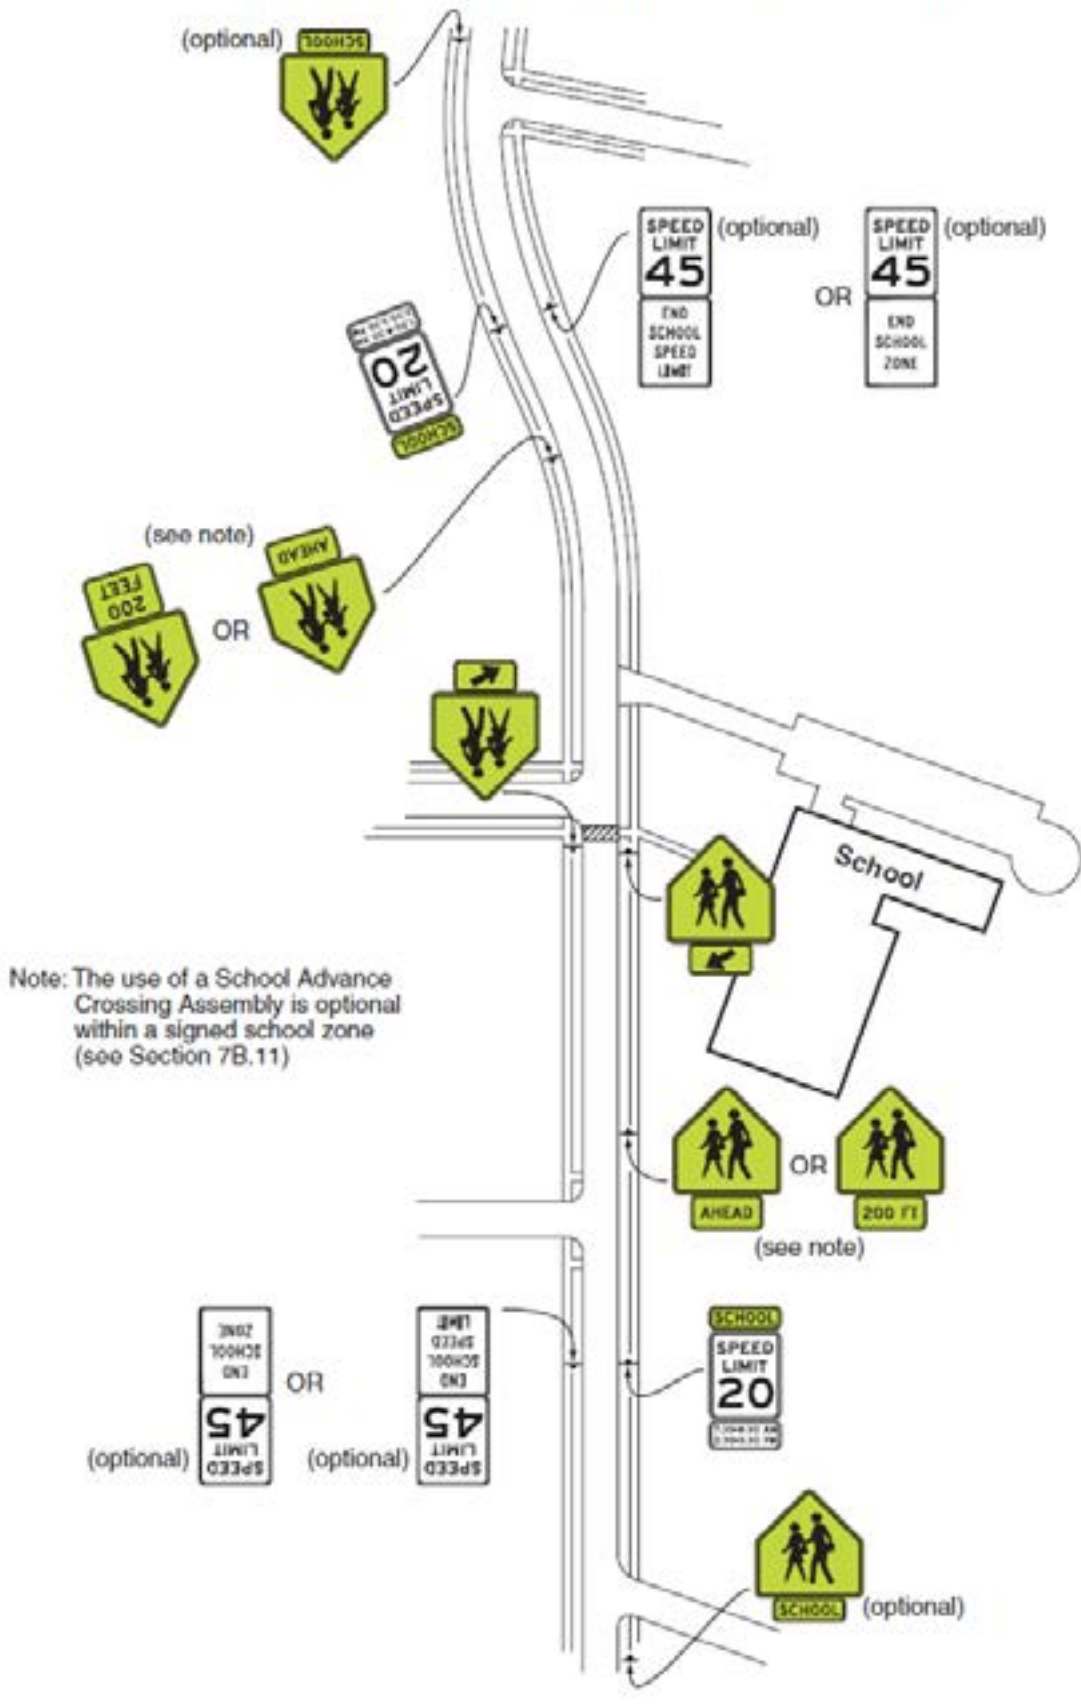 (optional)
SCHOOL
SPEED
LIMIT
45
(optional)
END
SCHOOL
SPEED
LIMIT
OR
SPEED
LIMIT
45
(optional)
END
SCHOOL
ZONE
SCHOOL
SPEED
LIMIT
20
(see note)
200
FEET
OR
AHEAD
School
Note: The use of a School Advance
Crossing Assembly is optional
within a signed school zone
(see Section 7B.11)
AHEAD
OR
200 FT
(see note)
SPEED
LIMIT
45
END
SCHOOL
ZONE
(optional)
OR
SPEED
LIMIT
45
END
SCHOOL
SPEED
LIMIT
(optional)
SCHOOL
SPEED
LIMIT
20
SCHOOL
(optional)